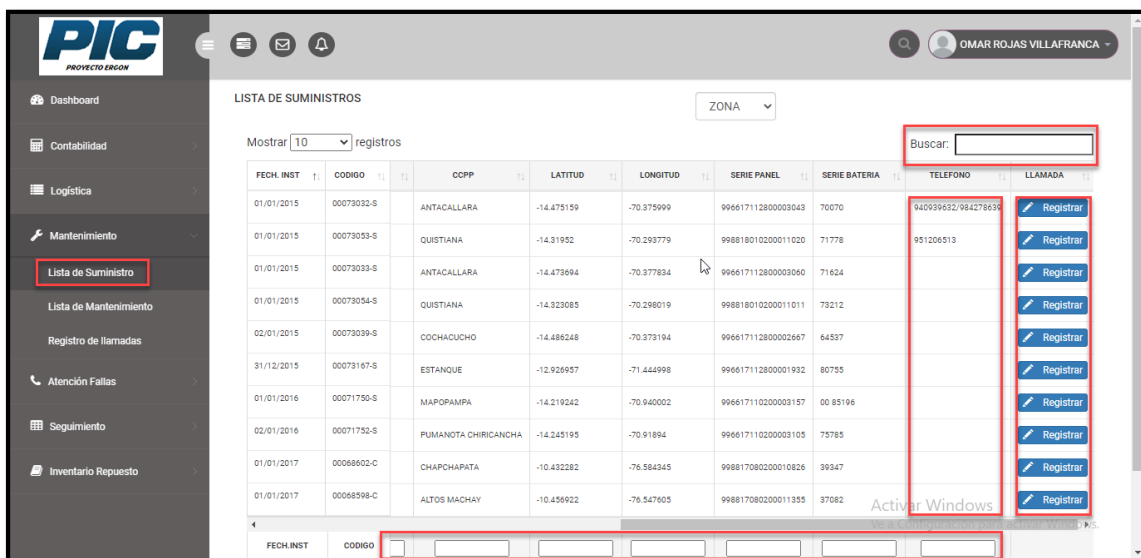 PIC
PROYECTO ERGON
OMAR ROJAS VILLAFRANCA
Dashboard
Contabilidad
Logística
Mantenimiento
Lista de Suministro
Lista de Mantenimiento
Registro de llamadas
Atención Fallas
Seguimiento
Inventario Repuesto
LISTA DE SUMINISTROS
ZONA
Mostrar 10 registros
Buscar:
FECH. INST CODIGO CCPP LATITUD LONGITUD SERIE PANEL SERIE BATERIA TELEFONO LLAMADA
01/01/2015 00073032-S ANTACALLARA -14.475159 -70.375999 996617112800003043 70070 940939632/984278639 Registrar
01/01/2015 00073053-S QUISTIANA -14.31952 -70.293779 998818010200011020 71778 951206513 Registrar
01/01/2015 00073033-S ANTACALLARA -14.473694 -70.377834 996617112800003060 71624 Registrar
01/01/2015 00073054-S QUISTIANA -14.323085 -70.298019 998818010200011011 73212 Registrar
02/01/2015 00073039-S COCHACUCHO -14.486248 -70.373194 996617112800002667 64537 Registrar
31/12/2015 00073167-S ESTANQUE -12.926957 -71.444998 996617112800001932 80755 Registrar
01/01/2016 00071750-S MAPOPAMPA -14.219242 -70.940002 996617110200003157 00 85196 Registrar
02/01/2016 00071752-S PUMANOTA CHIRICANCHA -14.245195 -70.91894 996617110200003105 75785 Registrar
01/01/2017 00068602-C CHAPCHAPATA -10.432282 -76.584345 998817080200010826 39347 Registrar
01/01/2017 00068598-C ALTOS MACHAY -10.456922 -76.547605 998817080200011355 37082 Registrar
Activar Windows
Ve a Configuración para activar Windows.
FECH.INST CODIGO